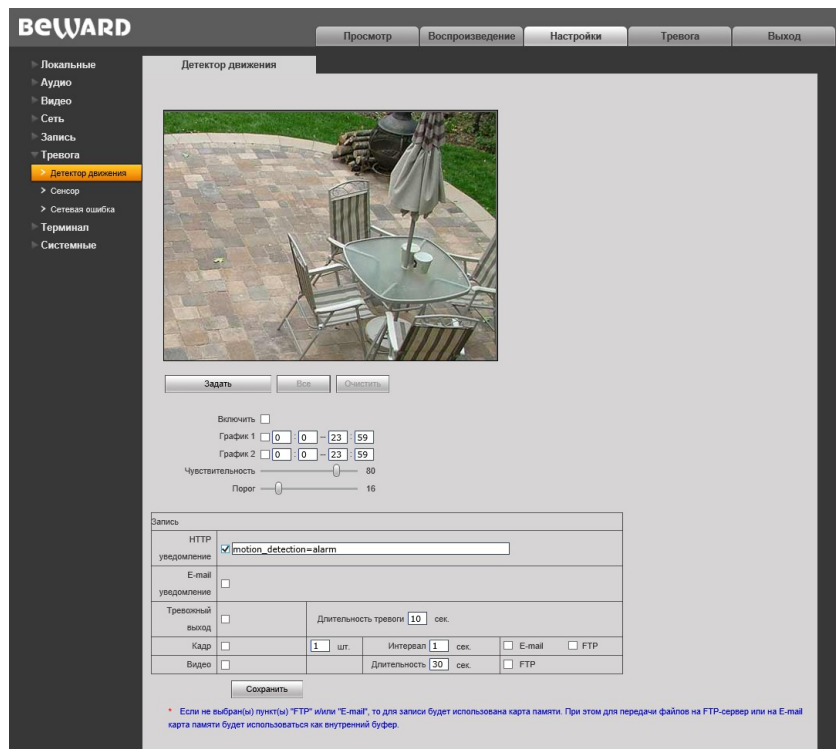 BEWARD
Просмотр Воспроизведение Настройки Тревога Выход
Локальные
Аудио
Видео
Сеть
Запись
Тревога
> Детектор движения
> Сенсор
> Сетевая ошибка
Терминал
Системные
Детектор движения
Задать Все Очистить
Включить
График 1 0 : 0 – 23 : 59
График 2 0 : 0 – 23 : 59
Чувствительность 80
Порог 16
Запись
HTTP
уведомление
motion_detection=alarm
E-mail
уведомление
Тревожный
выход
Длительность тревоги 10 сек.
Кадр 1 шт. Интервал 1 сек. E-mail FTP
Видео Длительность 30 сек. FTP
Сохранить
* Если не выбран(ы) пункт(ы) "FTP" и/или "E-mail", то для записи будет использована карта памяти. При этом для передачи файлов на FTP-сервер или на E-mail
карта памяти будет использоваться как внутренний буфер.